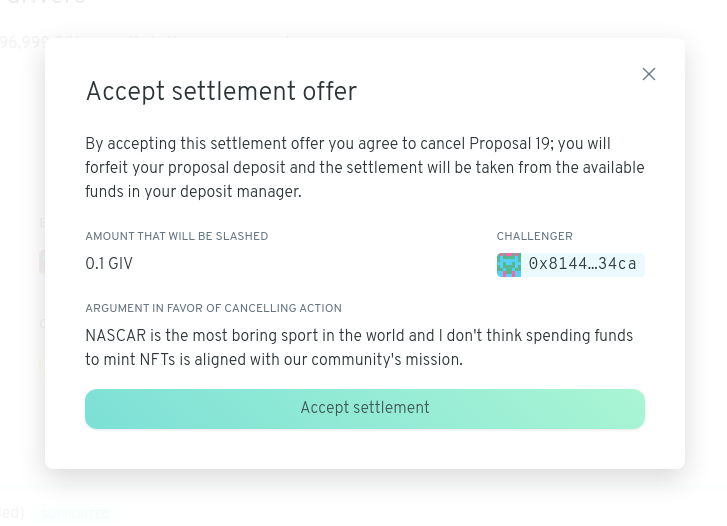 drivers
Accept settlement offer
By accepting this settlement offer you agree to cancel Proposal 19; you will
forfeit your proposal deposit and the settlement will be taken from the available
funds in your deposit manager.
AMOUNT THAT WILL BE SLASHED
CHALLENGER
0.1 GIV
0x8144…34ca
ARGUMENT IN FAVOR OF CANCELLING ACTION
NASCAR is the most boring sport in the world and I don't think spending funds
to mint NFTs is aligned with our community's mission.
Accept settlement